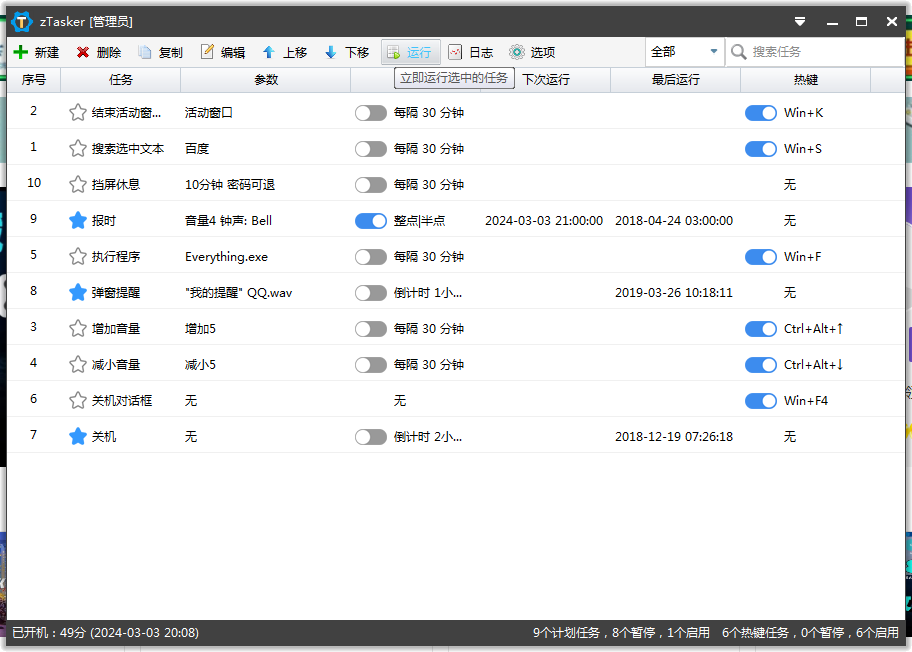 zTasker [管理员]
新建 删除 复制 编辑 上移 下移 运行 日志 选项 全部 搜索任务
立即运行选中的任务
序号 任务 参数 下次运行 最后运行 热键
2 结束活动窗... 活动窗口 每隔 30 分钟 Win+K
1 搜索选中文本 百度 每隔 30 分钟 Win+S
10 挡屏休息 10分钟 密码可退 每隔 30 分钟 无
9 报时 音量4 钟声: Bell 整点|半点 2024-03-03 21:00:00 2018-04-24 03:00:00 无
5 执行程序 Everything.exe 每隔 30 分钟 Win+F
8 弹窗提醒 "我的提醒" QQ.wav 倒计时 1小... 2019-03-26 10:18:11 无
3 增加音量 增加5 每隔 30 分钟 Ctrl+Alt+↑
4 减小音量 减小5 每隔 30 分钟 Ctrl+Alt+↓
6 关机对话框 无 无 Win+F4
7 关机 无 倒计时 2小... 2018-12-19 07:26:18 无
已开机：49分 (2024-03-03 20:08) 9个计划任务，8个暂停，1个启用 6个热键任务，0个暂停，6个启用